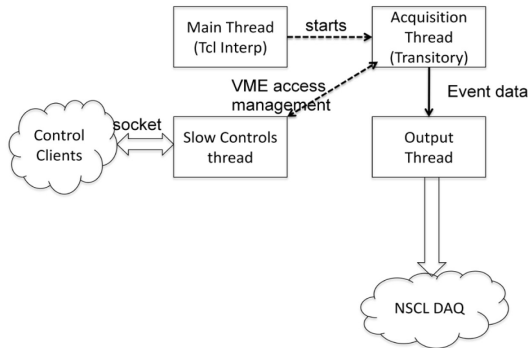 Main Thread
(Tcl Interp)
starts
Acquisition
Thread
(Transitory)
VME access
management
Event data
Control
Clients
socket
Slow Controls
thread
Output
Thread
NSCL DAQ